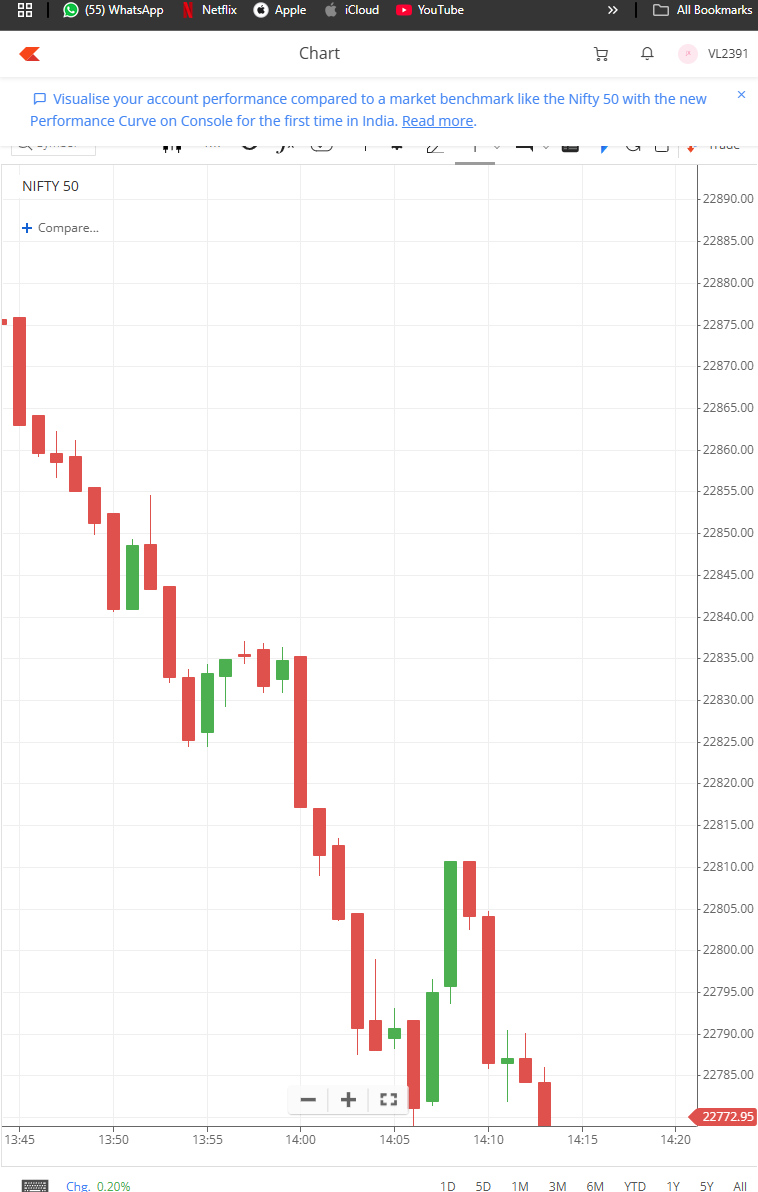 (55) WhatsApp Netflix Apple iCloud YouTube » All Bookmarks
Chart VL2391
Visualise your account performance compared to a market benchmark like the Nifty 50 with the new
Performance Curve on Console for the first time in India. Read more.
NIFTY 50
Compare...
22890.00
22885.00
22880.00
22875.00
22870.00
22865.00
22860.00
22855.00
22850.00
22845.00
22840.00
22835.00
22830.00
22825.00
22820.00
22815.00
22810.00
22805.00
22800.00
22795.00
22790.00
22785.00
22772.95
13:45 13:50 13:55 14:00 14:05 14:10 14:15 14:20
Chg. 0.20% 1D 5D 1M 3M 6M YTD 1Y 5Y All